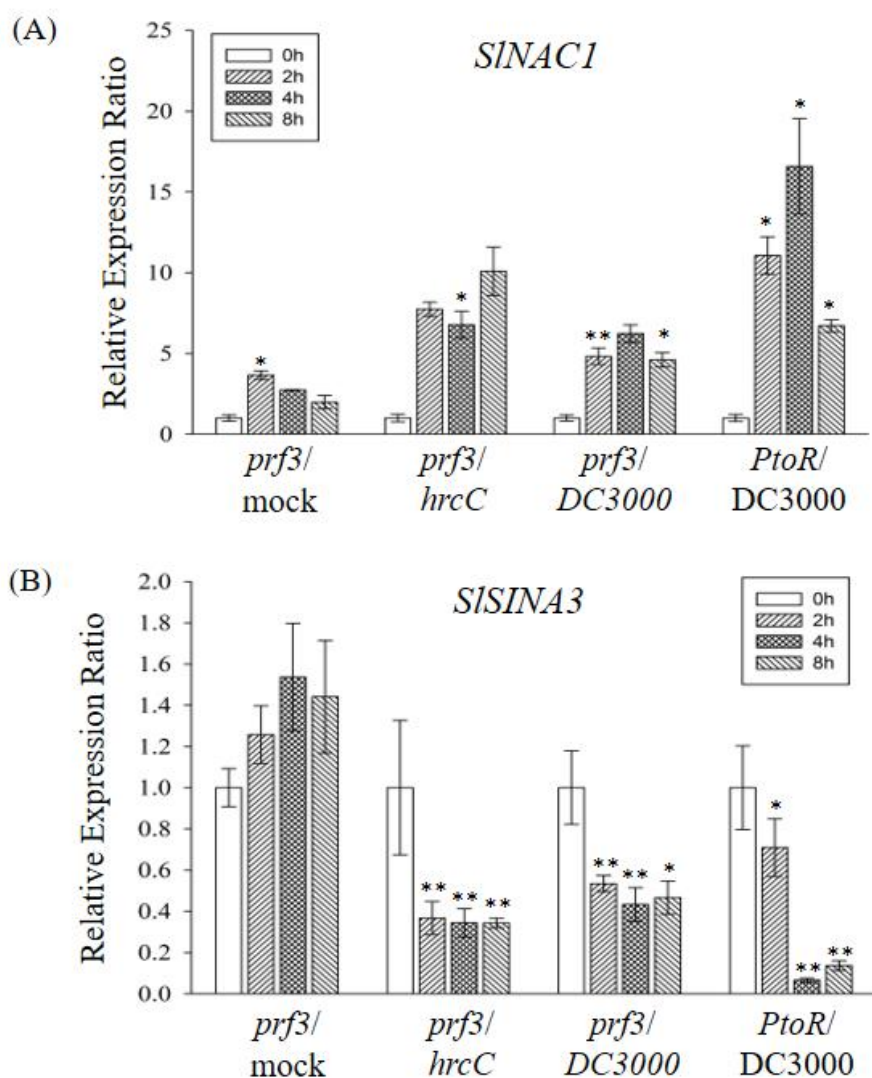 (A)
SlNAC1
Relative Expression Ratio
25
20
15
10
5
0
0h
2h
4h
8h
*
*
** *
* * *
prf3/ prf3/ prf3/ PtoR/
mock hrcC DC3000 DC3000
(B)
SlSINA3
Relative Expression Ratio
2.0
1.8
1.6
1.4
1.2
1.0
0.8
0.6
0.4
0.2
0.0
0h
2h
4h
8h
** ** **
** ** *
* ** **
prf3/ prf3/ prf3/ PtoR/
mock hrcC DC3000 DC3000